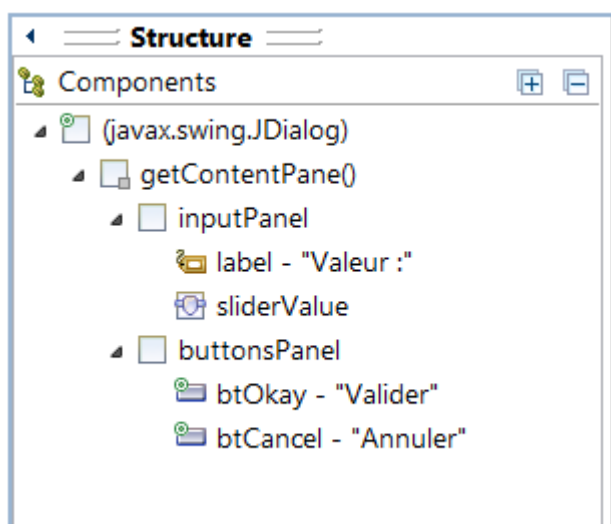 Structure
Components
(javax.swing.JDialog)
getContentPane()
inputPanel
label - "Valeur :"
sliderValue
buttonsPanel
btOkay - "Valider"
btCancel - "Annuler"